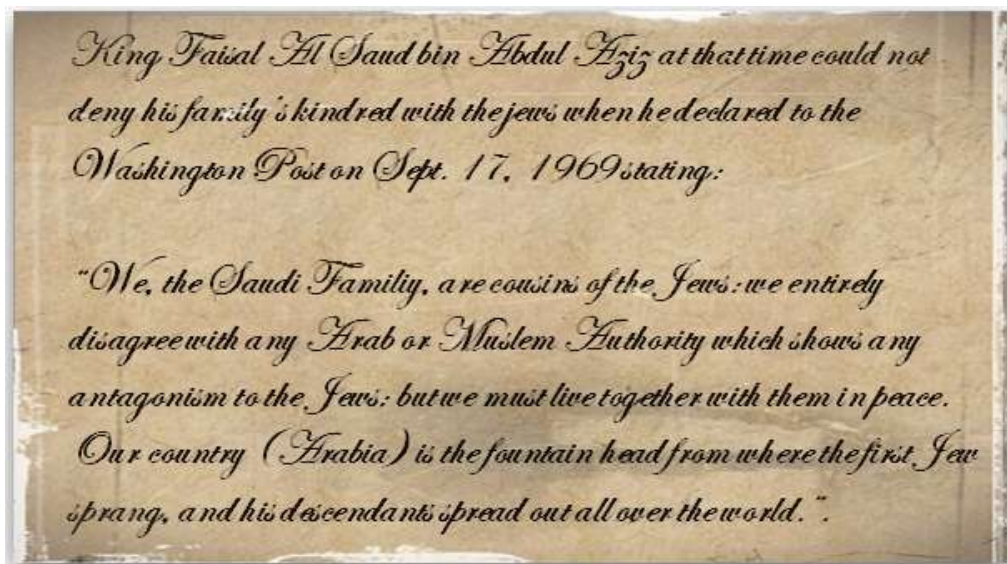 King Faisal Al Saud bin Abdul Aziz at that time could not
deny his family's kindred with the jews when he declared to the
Washington Post on Sept. 17, 1969 stating:
"We, the Saudi Familiy, are cousins of the Jews: we entirely
disagree with any Arab or Muslem Authority which shows any
antagonism to the Jews: but we must live together with them in peace.
Our country (Arabia) is the fountain head from where the first Jew
sprang, and his descendants spread out all over the world.".